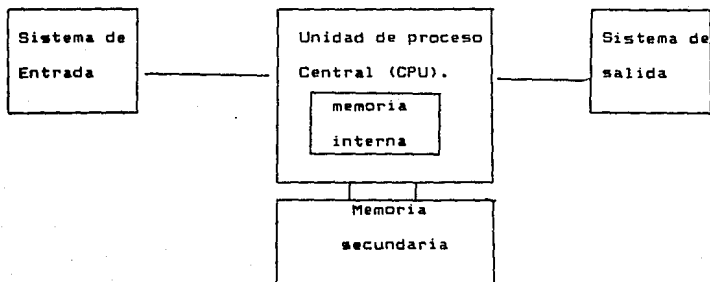 Sistema de
Entrada
Unidad de proceso
Central (CPU).
memoria
interna
Sistema de
salida
Memoria
secundaria